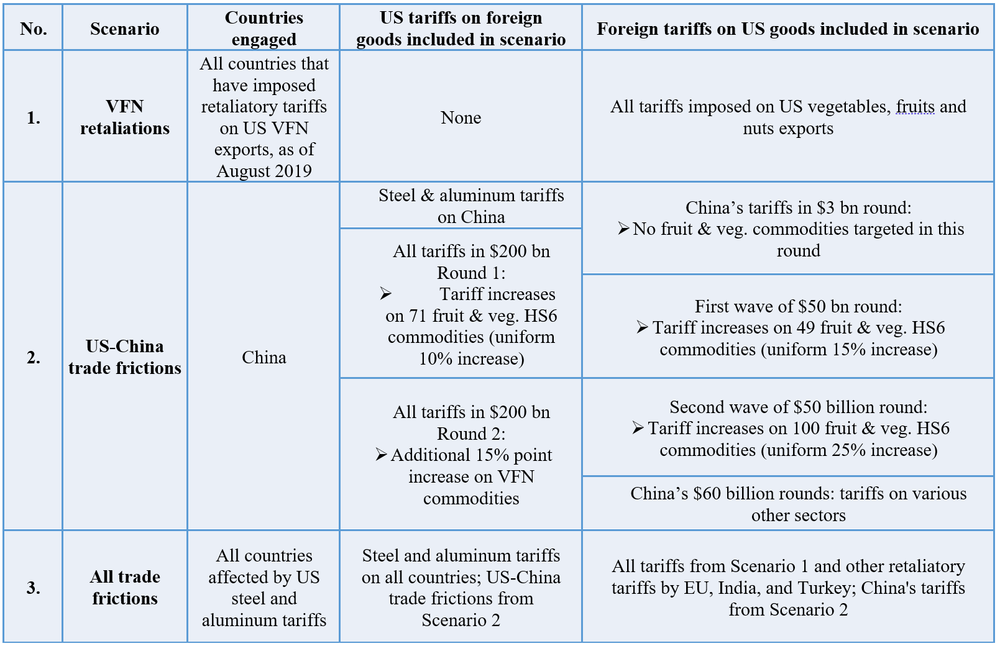 No.
Scenario
Countries
engaged
US tariffs on foreign
goods included in scenario
Foreign tariffs on US goods included in scenario
1.
VFN
retaliations
All countries that
have imposed
retaliatory tariffs
on US VFN
exports, as of
August 2019
None
All tariffs imposed on US vegetables, fruits and
nuts exports
2.
US-China
trade frictions
China
Steel & aluminum tariffs
on China
All tariffs in $200 bn
Round 1:
➢ Tariff increases
on 71 fruit & veg. HS6
commodities (uniform
10% increase)
All tariffs in $200 bn
Round 2:
➢ Additional 15% point
increase on VFN
commodities
China’s tariffs in $3 bn round:
➢ No fruit & veg. commodities targeted in this
round
First wave of $50 bn round:
➢ Tariff increases on 49 fruit & veg. HS6
commodities (uniform 15% increase)
Second wave of $50 billion round:
➢ Tariff increases on 100 fruit & veg. HS6
commodities (uniform 25% increase)
China’s $60 billion rounds: tariffs on various
other sectors
3.
All trade
frictions
All countries
affected by US
steel and
aluminum tariffs
Steel and aluminum tariffs
on all countries; US-China
trade frictions from
Scenario 2
All tariffs from Scenario 1 and other retaliatory
tariffs by EU, India, and Turkey; China's tariffs
from Scenario 2